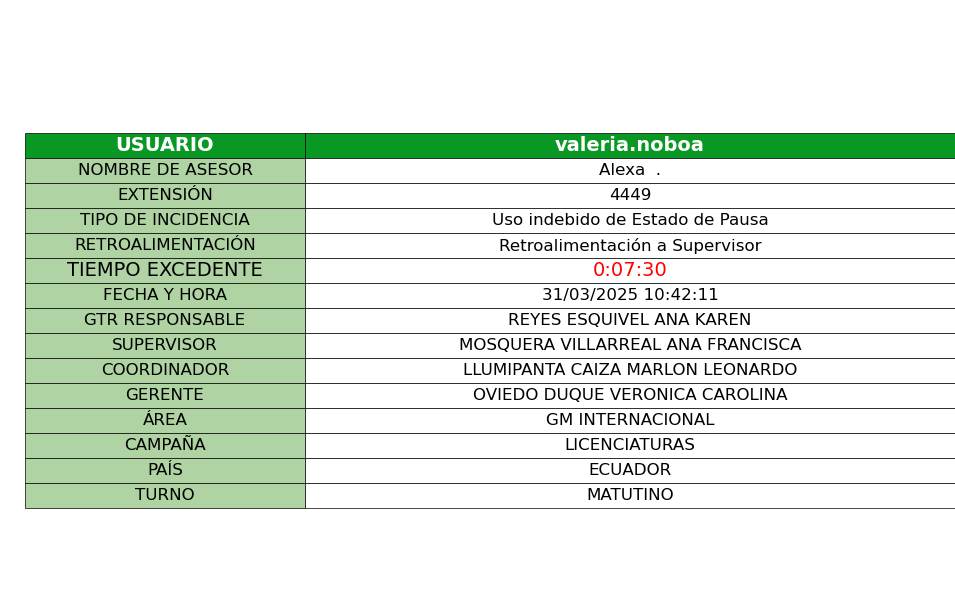 USUARIO valeria.noboa
NOMBRE DE ASESOR Alexa  .
EXTENSIÓN 4449
TIPO DE INCIDENCIA Uso indebido de Estado de Pausa
RETROALIMENTACIÓN Retroalimentación a Supervisor
TIEMPO EXCEDENTE 0:07:30
FECHA Y HORA 31/03/2025 10:42:11
GTR RESPONSABLE REYES ESQUIVEL ANA KAREN
SUPERVISOR MOSQUERA VILLARREAL ANA FRANCISCA
COORDINADOR LLUMIPANTA CAIZA MARLON LEONARDO
GERENTE OVIEDO DUQUE VERONICA CAROLINA
ÁREA GM INTERNACIONAL
CAMPAÑA LICENCIATURAS
PAÍS ECUADOR
TURNO MATUTINO